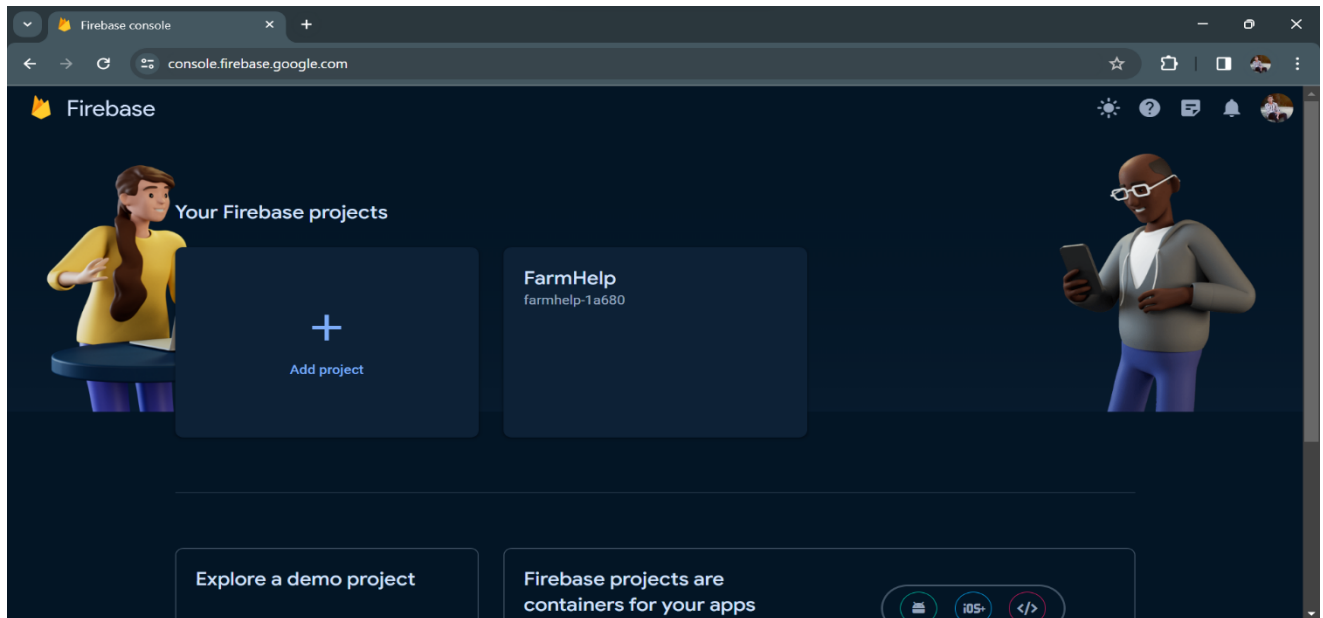 Firebase console
console.firebase.google.com
Firebase
Your Firebase projects
Add project
FarmHelp
farmhelp-1a680
Explore a demo project
Firebase projects are
containers for your apps
iOS+